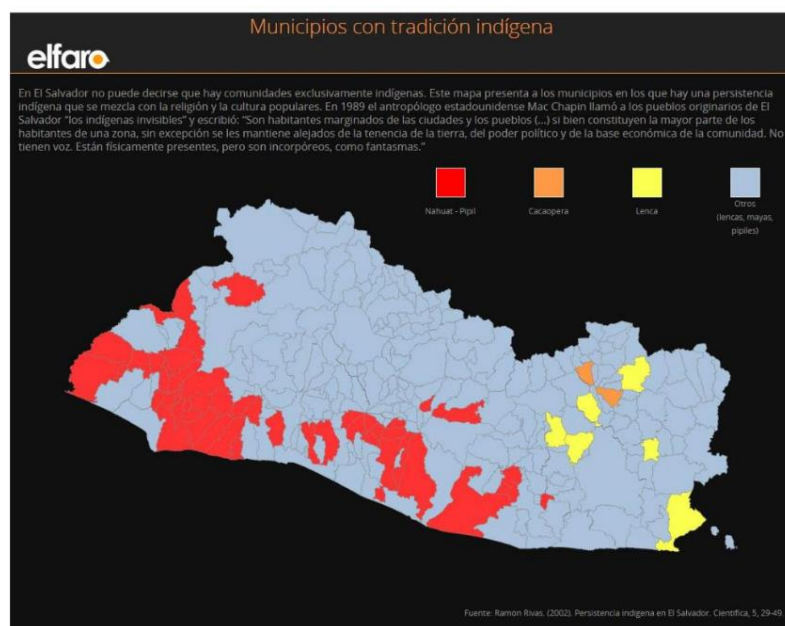 Municipios con tradición indígena
elfaro
En El Salvador no puede decirse que hay comunidades exclusivamente indígenas. Este mapa presenta a los municipios en los que hay una persistencia
indígena que se mezcla con la religión y la cultura populares. En 1989 el antropólogo estadounidense Mac Chapin llamó a los pueblos originarios de El
Salvador "los indígenas invisibles" y escribió: "Son habitantes marginados de las ciudades y los pueblos (...) si bien constituyen la mayor parte de los
habitantes de una zona, sin excepción se les mantiene alejados de la tenencia de la tierra, del poder político y de la base económica de la comunidad. No
tienen voz. Están físicamente presentes, pero son incorpóreos, como fantasmas."
Nahuat - Pipil
Cacaopera
Lenca
Otros
(lencas, mayas,
pipiles)
Fuente: Ramon Rivas. (2002). Persistencia indigena en El Salvador. Científica, 5, 29-49.